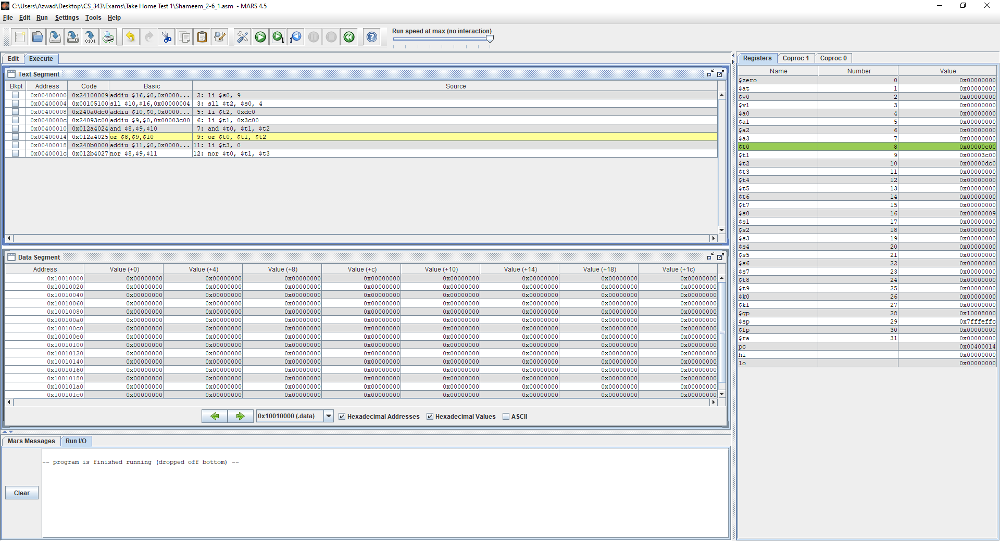 C:\Users\Azwad\Desktop\CS_343\Exams\Take Home Test 1\Shameem_2-6_1.asm - MARS 4.5
File Edit Run Settings Tools Help
Run speed at max (no interaction)
Edit Execute
Text Segment
Bkpt Address Code Basic Source
0x00400000 0x24100009 addiu $16,$0,0x0000... 2: li $s0, 9
0x00400004 0x00105100 sll $10,$16,0x00000004 3: sll $t2, $s0, 4
0x00400008 0x240a0dc0 addiu $10,$0,0x0000... 5: li $t2, 0xdc0
0x0040000c 0x24093c00 addiu $9,$0,0x00003c00 6: li $t1, 0x3c00
0x00400010 0x012a4024 and $8,$9,$10 7: and $t0, $t1, $t2
0x00400014 0x012a4025 or $8,$9,$10 9: or $t0, $t1, $t2
0x00400018 0x240b0000 addiu $11,$0,0x0000... 11: li $t3, 0
0x0040001c 0x012b4027 nor $8,$9,$11 12: nor $t0, $t1, $t3
Data Segment
Address Value (+0) Value (+4) Value (+8) Value (+c) Value (+10) Value (+14) Value (+18) Value (+1c)
0x10010000 0x00000000 0x00000000 0x00000000 0x00000000 0x00000000 0x00000000 0x00000000 0x00000000
0x10010020 0x00000000 0x00000000 0x00000000 0x00000000 0x00000000 0x00000000 0x00000000 0x00000000
0x10010040 0x00000000 0x00000000 0x00000000 0x00000000 0x00000000 0x00000000 0x00000000 0x00000000
0x10010060 0x00000000 0x00000000 0x00000000 0x00000000 0x00000000 0x00000000 0x00000000 0x00000000
0x10010080 0x00000000 0x00000000 0x00000000 0x00000000 0x00000000 0x00000000 0x00000000 0x00000000
0x100100a0 0x00000000 0x00000000 0x00000000 0x00000000 0x00000000 0x00000000 0x00000000 0x00000000
0x100100c0 0x00000000 0x00000000 0x00000000 0x00000000 0x00000000 0x00000000 0x00000000 0x00000000
0x100100e0 0x00000000 0x00000000 0x00000000 0x00000000 0x00000000 0x00000000 0x00000000 0x00000000
0x10010100 0x00000000 0x00000000 0x00000000 0x00000000 0x00000000 0x00000000 0x00000000 0x00000000
0x10010120 0x00000000 0x00000000 0x00000000 0x00000000 0x00000000 0x00000000 0x00000000 0x00000000
0x10010140 0x00000000 0x00000000 0x00000000 0x00000000 0x00000000 0x00000000 0x00000000 0x00000000
0x10010160 0x00000000 0x00000000 0x00000000 0x00000000 0x00000000 0x00000000 0x00000000 0x00000000
0x10010180 0x00000000 0x00000000 0x00000000 0x00000000 0x00000000 0x00000000 0x00000000 0x00000000
0x100101a0 0x00000000 0x00000000 0x00000000 0x00000000 0x00000000 0x00000000 0x00000000 0x00000000
0x100101c0 0x00000000 0x00000000 0x00000000 0x00000000 0x00000000 0x00000000 0x00000000 0x00000000
0x10010000 (.data) Hexadecimal Addresses Hexadecimal Values ASCII
Mars Messages Run I/O
-- program is finished running (dropped off bottom) --
Clear
Registers Coproc 1 Coproc 0
Name Number Value
$zero 0 0x00000000
$at 1 0x00000000
$v0 2 0x00000000
$v1 3 0x00000000
$a0 4 0x00000000
$a1 5 0x00000000
$a2 6 0x00000000
$a3 7 0x00000000
$t0 8 0x00000c00
$t1 9 0x00003c00
$t2 10 0x00000dc0
$t3 11 0x00000000
$t4 12 0x00000000
$t5 13 0x00000000
$t6 14 0x00000000
$t7 15 0x00000000
$s0 16 0x00000009
$s1 17 0x00000000
$s2 18 0x00000000
$s3 19 0x00000000
$s4 20 0x00000000
$s5 21 0x00000000
$s6 22 0x00000000
$s7 23 0x00000000
$t8 24 0x00000000
$t9 25 0x00000000
$k0 26 0x00000000
$k1 27 0x00000000
$gp 28 0x10008000
$sp 29 0x7fffeffc
$fp 30 0x00000000
$ra 31 0x00000000
pc 0x00400014
hi 0x00000000
lo 0x00000000